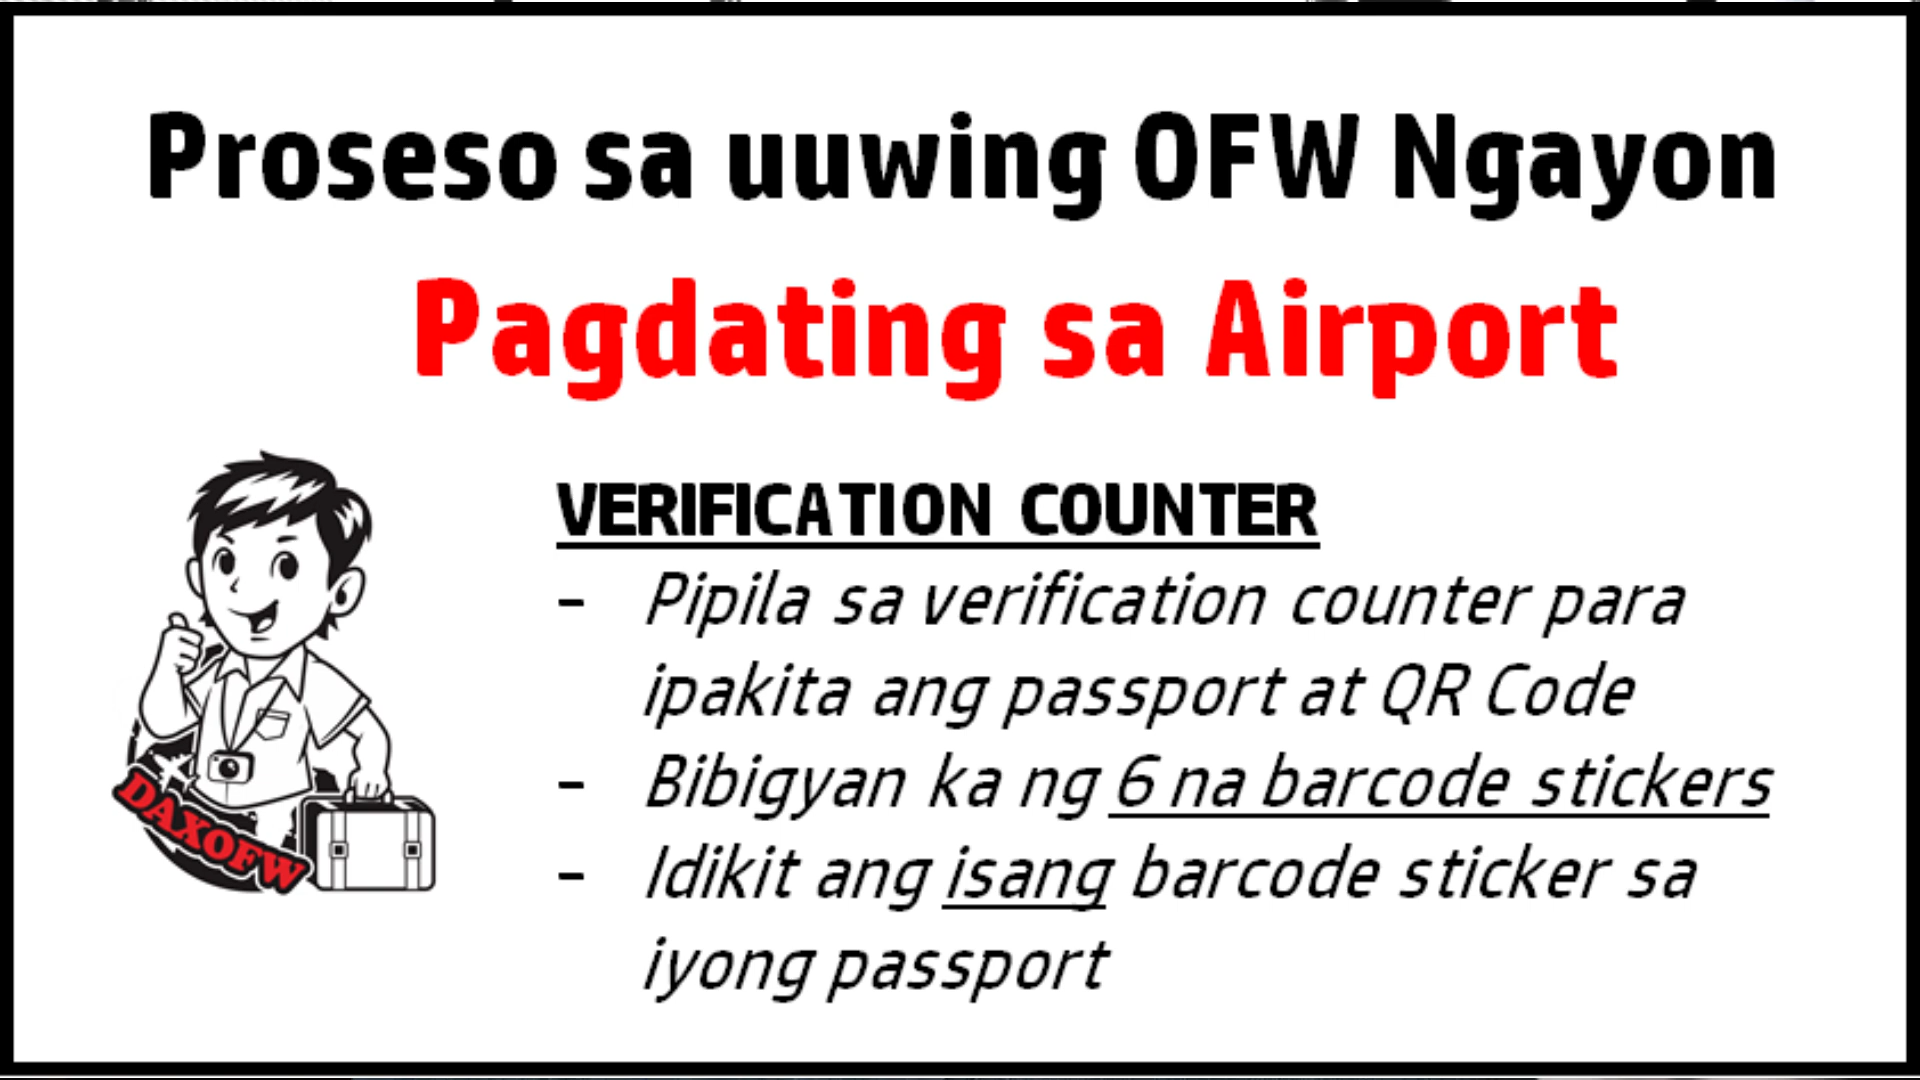 Proseso sa uuwing OFW Ngayon
Pagdating sa Airport
VERIFICATION COUNTER
- Pipila sa verification counter para
ipakita ang passport at QR Code
- Bibigyan ka ng 6 na barcode stickers
- Idikit ang isang barcode sticker sa
iyong passport
DAXOFW